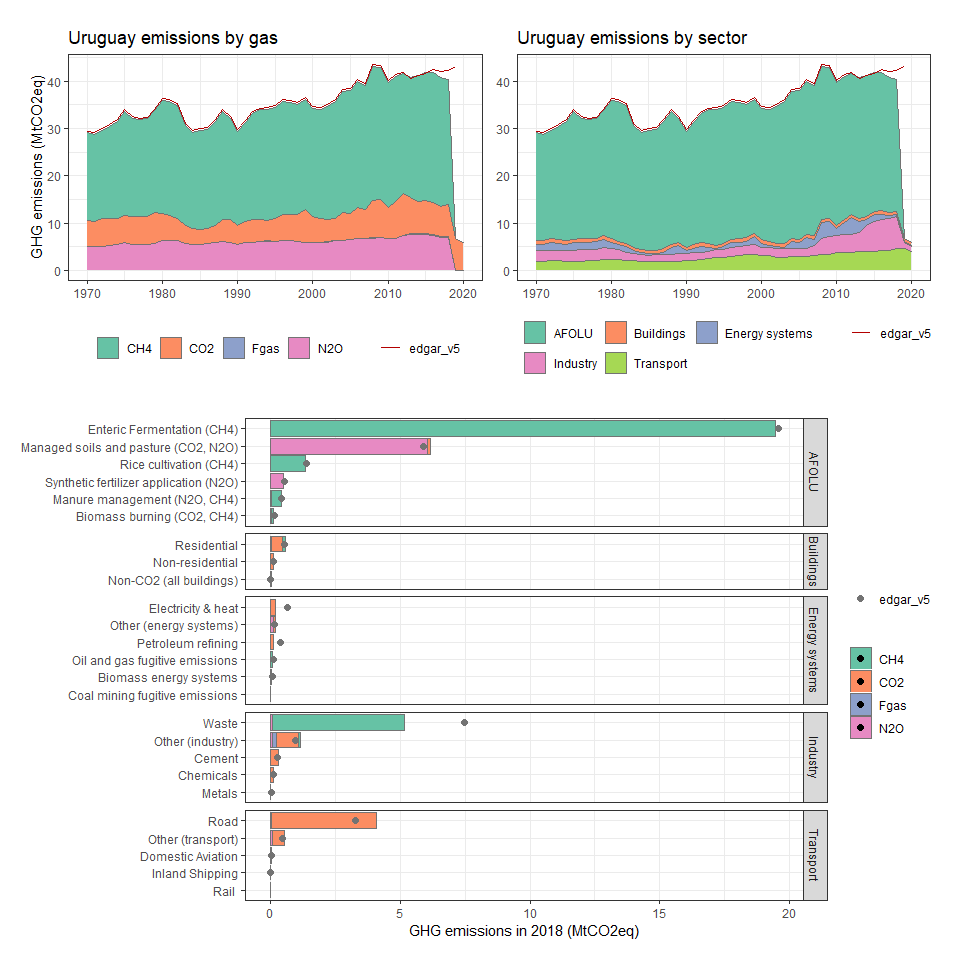 Uruguay emissions by gas
GHG emissions (MtCO2eq)
40
30
20
10
0
1970
1980
1990
2000
2010
2020
CH4
CO2
Fgas
N2O
edgar_v5
Uruguay emissions by sector
40
30
20
10
0
1970
1980
1990
2000
2010
2020
AFOLU
Buildings
Energy systems
edgar_v5
Industry
Transport
Enteric Fermentation (CH4)
Managed soils and pasture (CO2, N2O)
Rice cultivation (CH4)
Synthetic fertilizer application (N2O)
Manure management (N2O, CH4)
Biomass burning (CO2, CH4)
AFOLU
Residential
Non-residential
Non-CO2 (all buildings)
Buildings
Electricity & heat
Other (energy systems)
Petroleum refining
Oil and gas fugitive emissions
Biomass energy systems
Coal mining fugitive emissions
Energy systems
Waste
Other (industry)
Cement
Chemicals
Metals
Industry
Road
Other (transport)
Domestic Aviation
Inland Shipping
Rail
Transport
0
5
10
15
20
GHG emissions in 2018 (MtCO2eq)
edgar_v5
CH4
CO2
Fgas
N2O